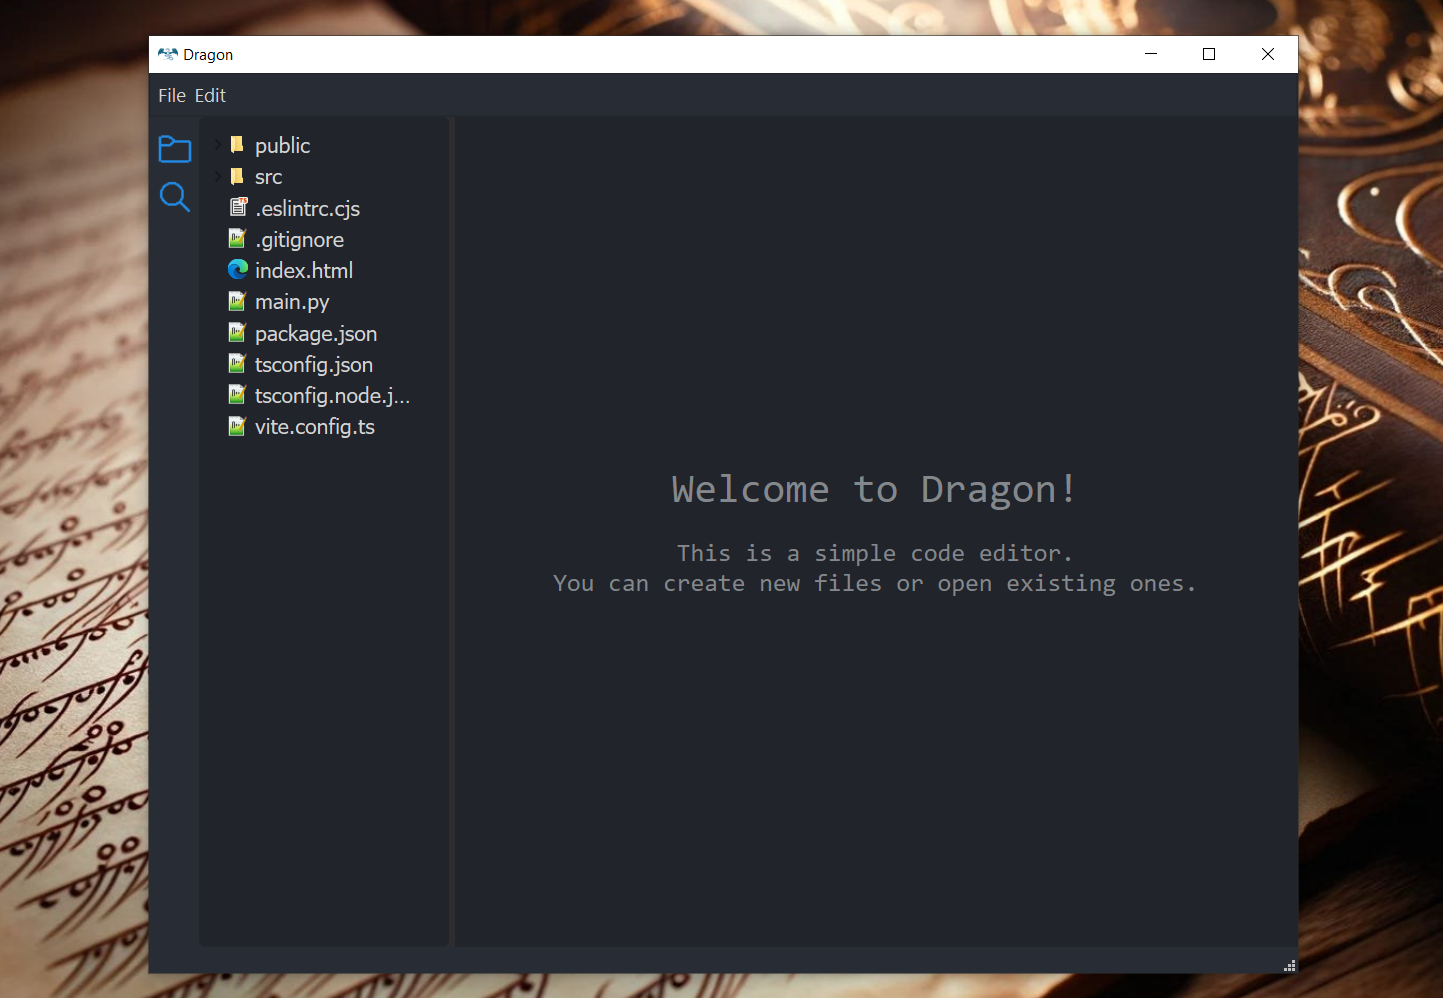 Dragon
File Edit
public
src
.eslintrc.cjs
.gitignore
index.html
main.py
package.json
tsconfig.json
tsconfig.node.j...
vite.config.ts
Welcome to Dragon!
This is a simple code editor.
You can create new files or open existing ones.